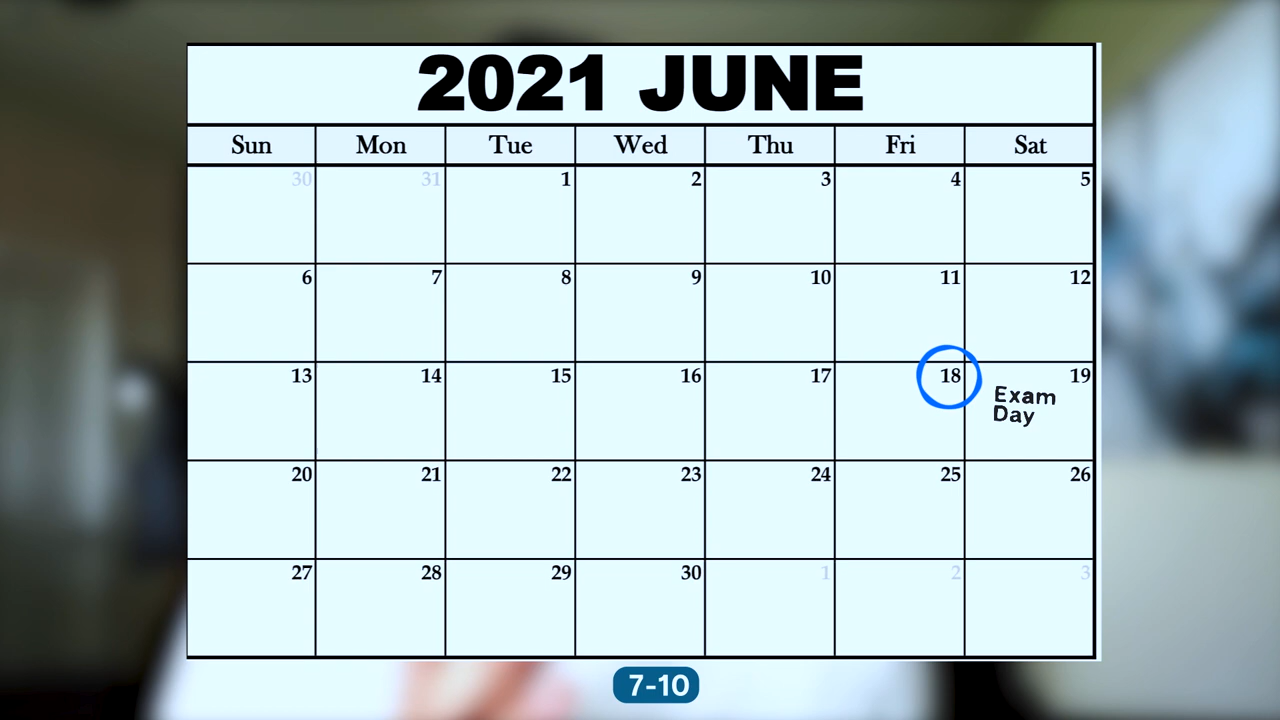 2021 JUNE
Sun Mon Tue Wed Thu Fri Sat
30 31 1 2 3 4 5
6 7 8 9 10 11 12
13 14 15 16 17 18 19
Exam
Day
20 21 22 23 24 25 26
27 28 29 30 1 2 3
7-10